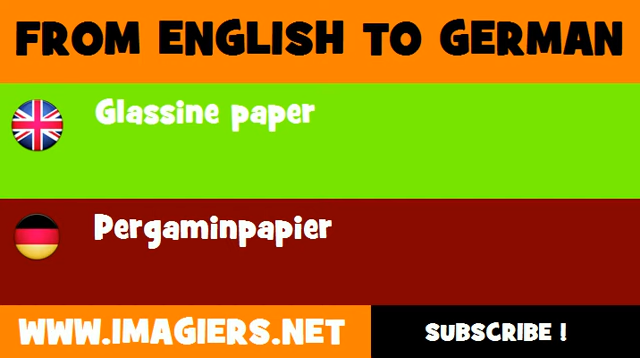 FROM ENGLISH TO GERMAN
Glassine paper
Pergaminpapier
WWW.IMAGIERS.NET
SUBSCRIBE !